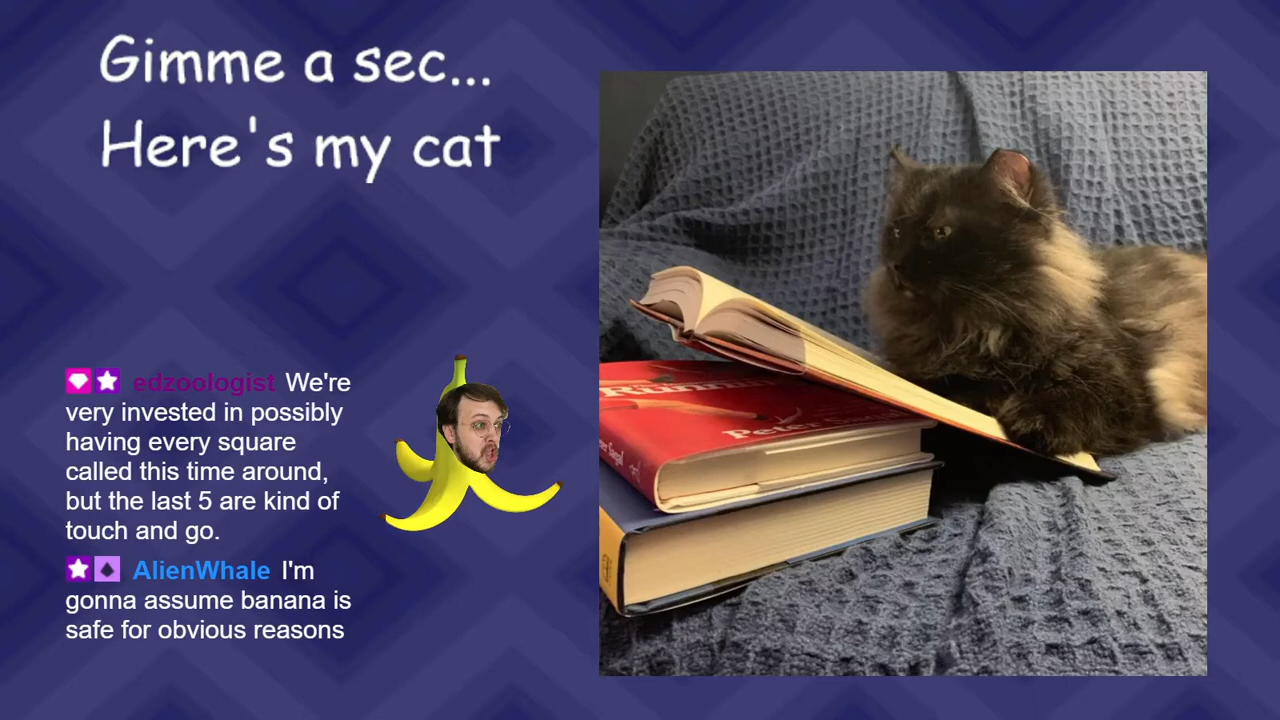 Gimme a sec...
Here's my cat
edzoologist We're
very invested in possibly
having every square
called this time around,
but the last 5 are kind of
touch and go.
AlienWhale I'm
gonna assume banana is
safe for obvious reasons
Peter